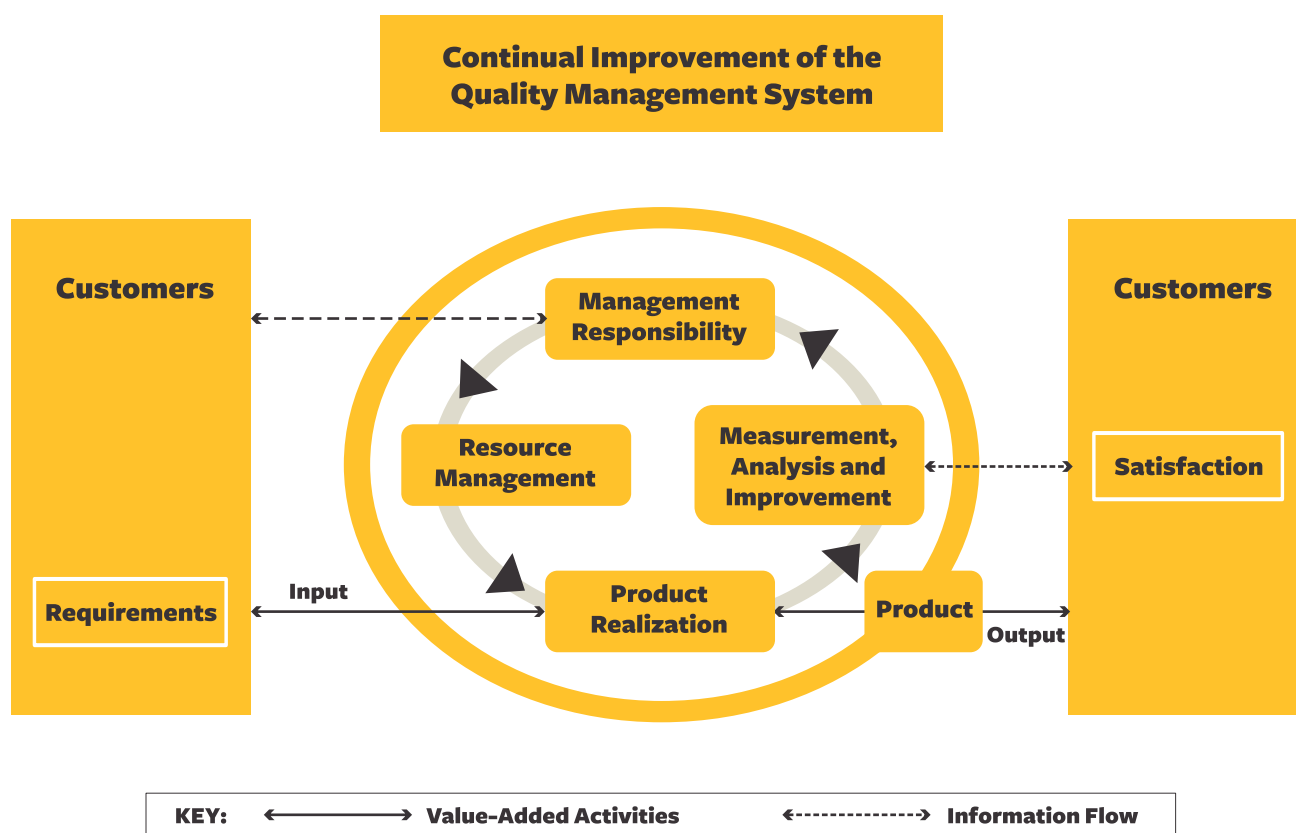 Continual Improvement of the
Quality Management System
Customers
Requirements
Input
Management
Responsibility
Resource
Management
Measurement,
Analysis and
Improvement
Product
Realization
Product
Output
Customers
Satisfaction
KEY:
Value-Added Activities
Information Flow